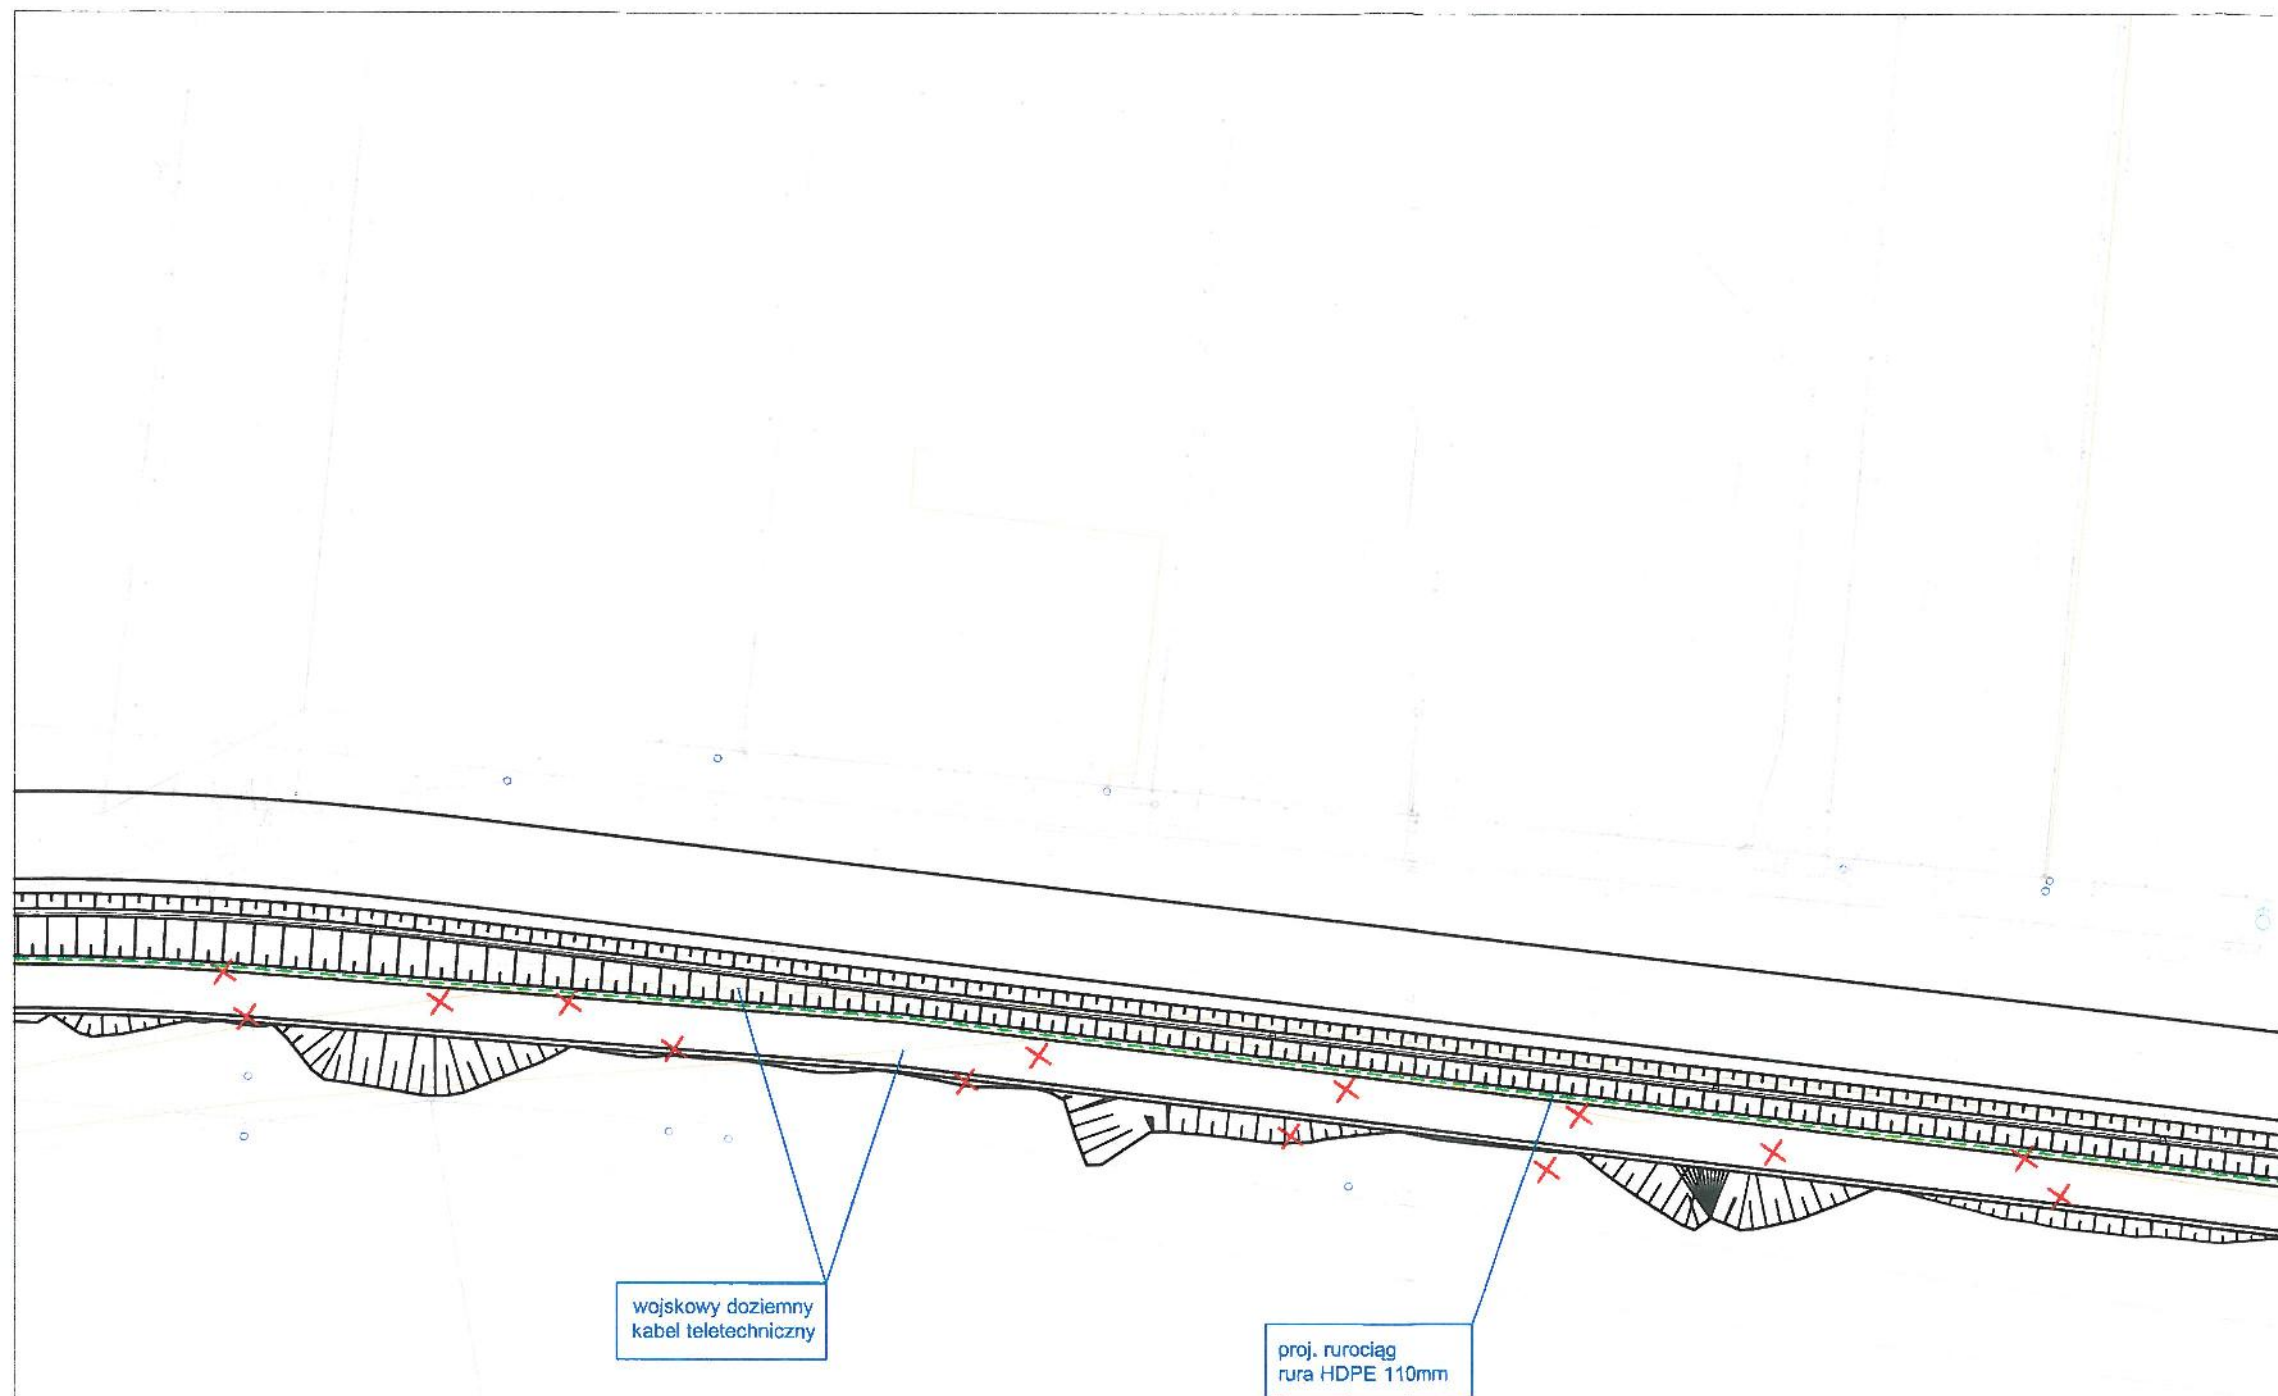 wojskowy doziemny
kabel teletechniczny
proj. rurociąg
rura HDPE 110mm